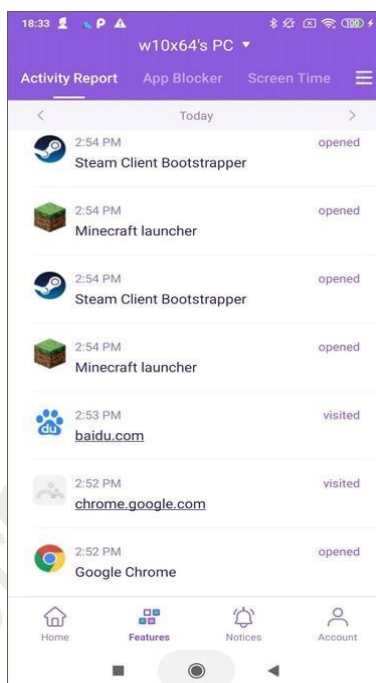 18:33
100
w10x64's PC
Activity Report App Blocker Screen Time
Today
2:54 PM opened
Steam Client Bootstrapper
2:54 PM opened
Minecraft launcher
2:54 PM opened
Steam Client Bootstrapper
2:54 PM opened
Minecraft launcher
2:53 PM visited
du
baidu.com
2:52 PM visited
chrome.google.com
2:52 PM opened
Google Chrome
Home Features Notices Account